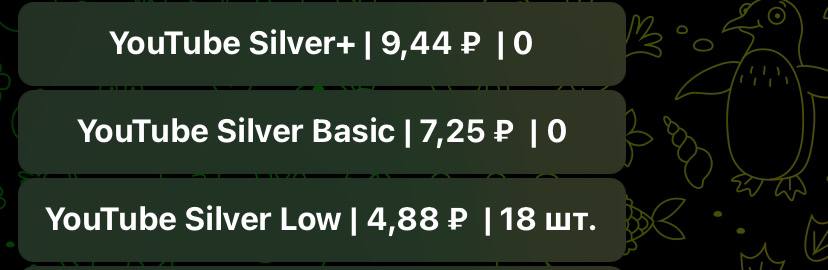 YouTube Silver+ | 9,44 ₽ | 0
YouTube Silver Basic | 7,25 ₽ | 0
YouTube Silver Low | 4,88 ₽ | 18 шт.